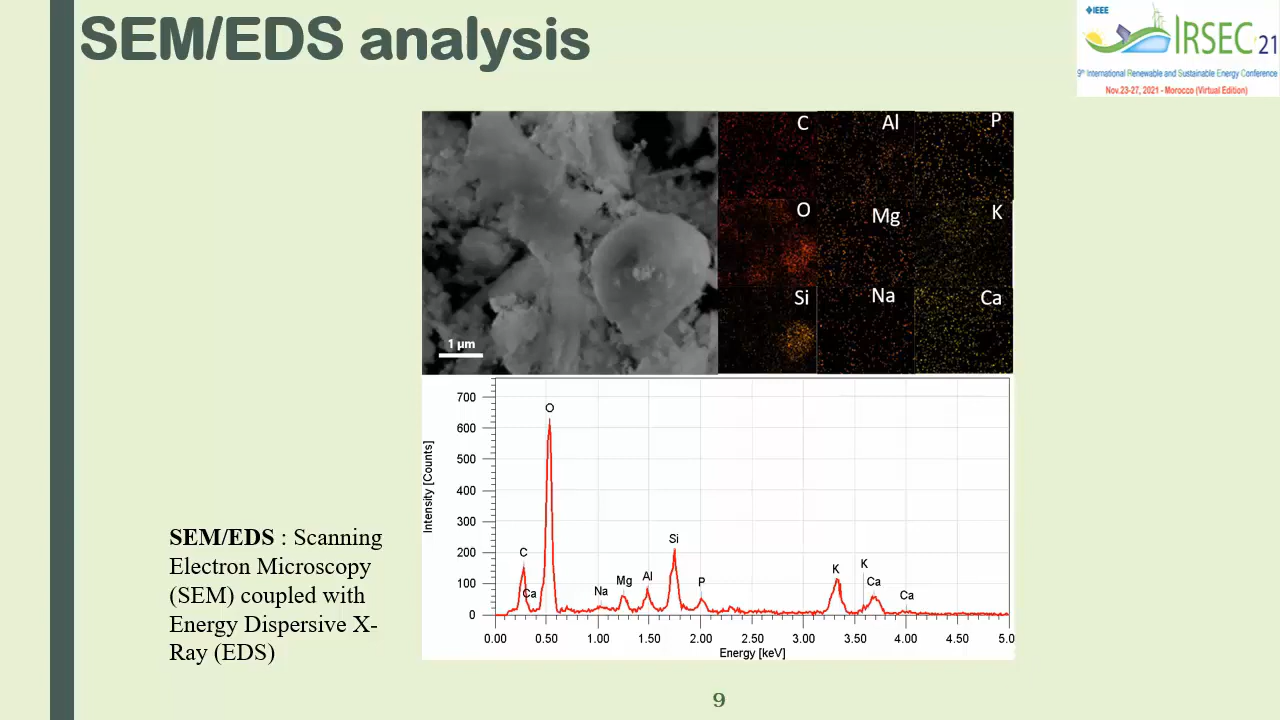 SEM/EDS analysis
IEEE
IRSEC'21
9th International Renewable and Sustainable Energy Conference
Nov.23-27, 2021 - Morocco (Virtual Edition)
C
Al
P
O
Mg
K
Si
Na
Ca
1 µm
SEM/EDS : Scanning
Electron Microscopy
(SEM) coupled with
Energy Dispersive X-
Ray (EDS)
Intensity [Counts]
700
600
500
400
300
200
100
0
C
Ca
O
Na
Mg
Al
Si
P
K
K
Ca
Ca
0.00 0.50 1.00 1.50 2.00 2.50 3.00 3.50 4.00 4.50 5.0
Energy [keV]
9